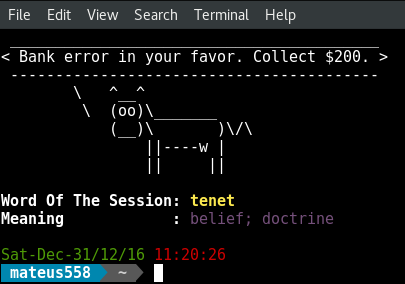 File Edit View Search Terminal Help
 _________________________________________
< Bank error in your favor. Collect $200. >
 -----------------------------------------
        \   ^__^
         \  (oo)\_______
            (__)\       )\/\
                ||----w |
                ||     ||
Word Of The Session: tenet
Meaning            : belief; doctrine
Sat-Dec-31/12/16 11:20:26
mateus558 ~